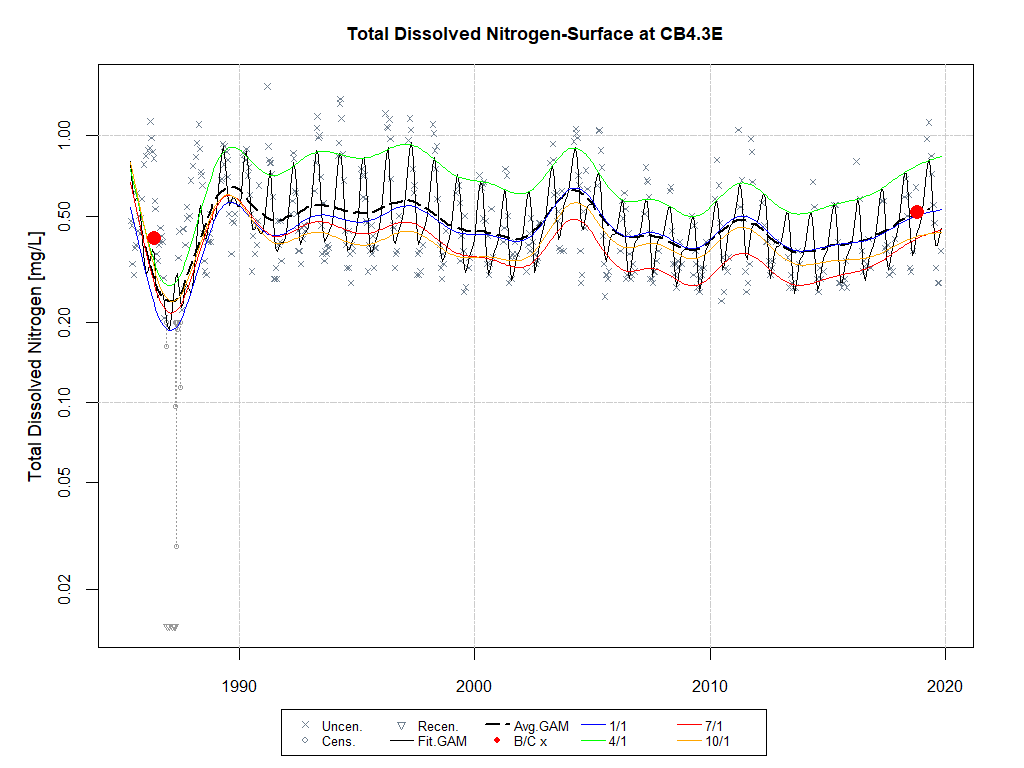 Total Dissolved Nitrogen-Surface at CB4.3E
Total Dissolved Nitrogen [mg/L]
1.00
0.50
0.20
0.10
0.05
0.02
1990 2000 2010 2020
Uncen. Recen. Avg.GAM 1/1 7/1
Cens. Fit.GAM B/C x 4/1 10/1